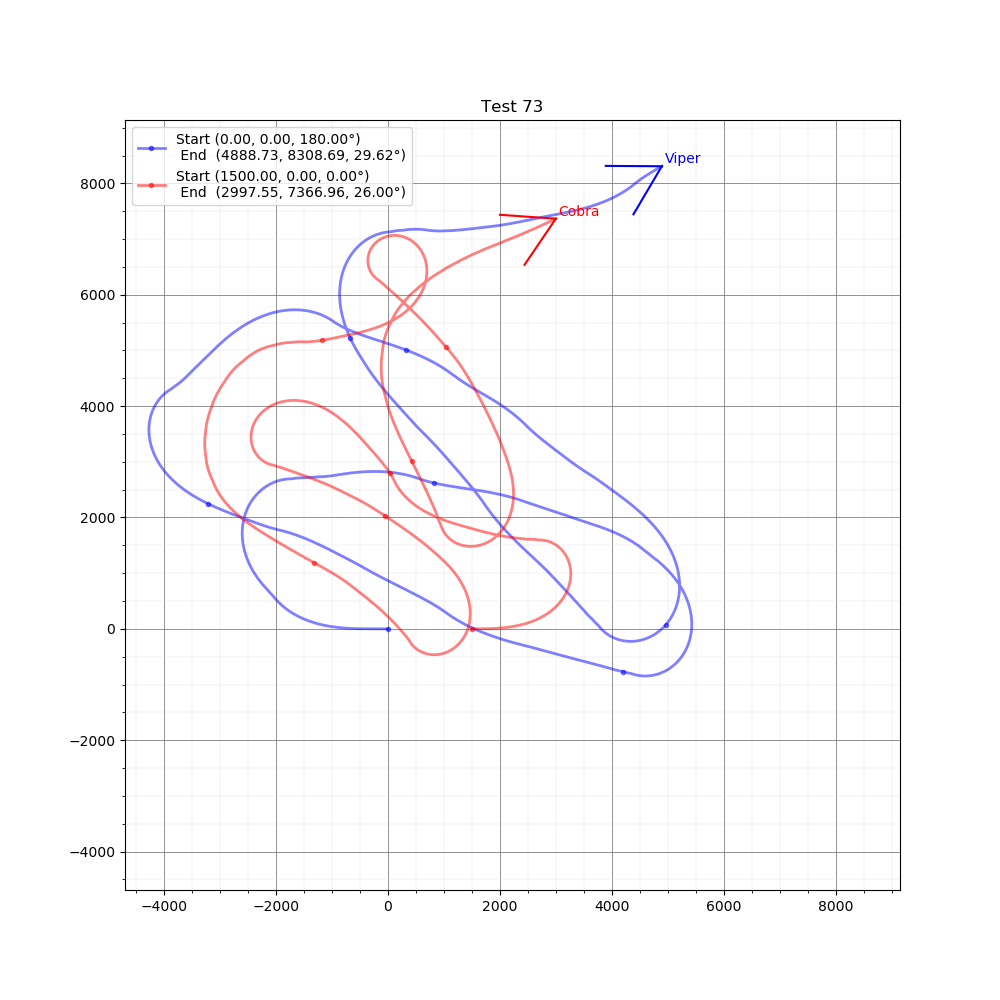 Test 73
Start (0.00, 0.00, 180.00°)
End (4888.73, 8308.69, 29.62°)
Start (1500.00, 0.00, 0.00°)
End (2997.55, 7366.96, 26.00°)
Viper
Cobra
8000
6000
4000
2000
0
−2000
−4000
−4000 −2000 0 2000 4000 6000 8000